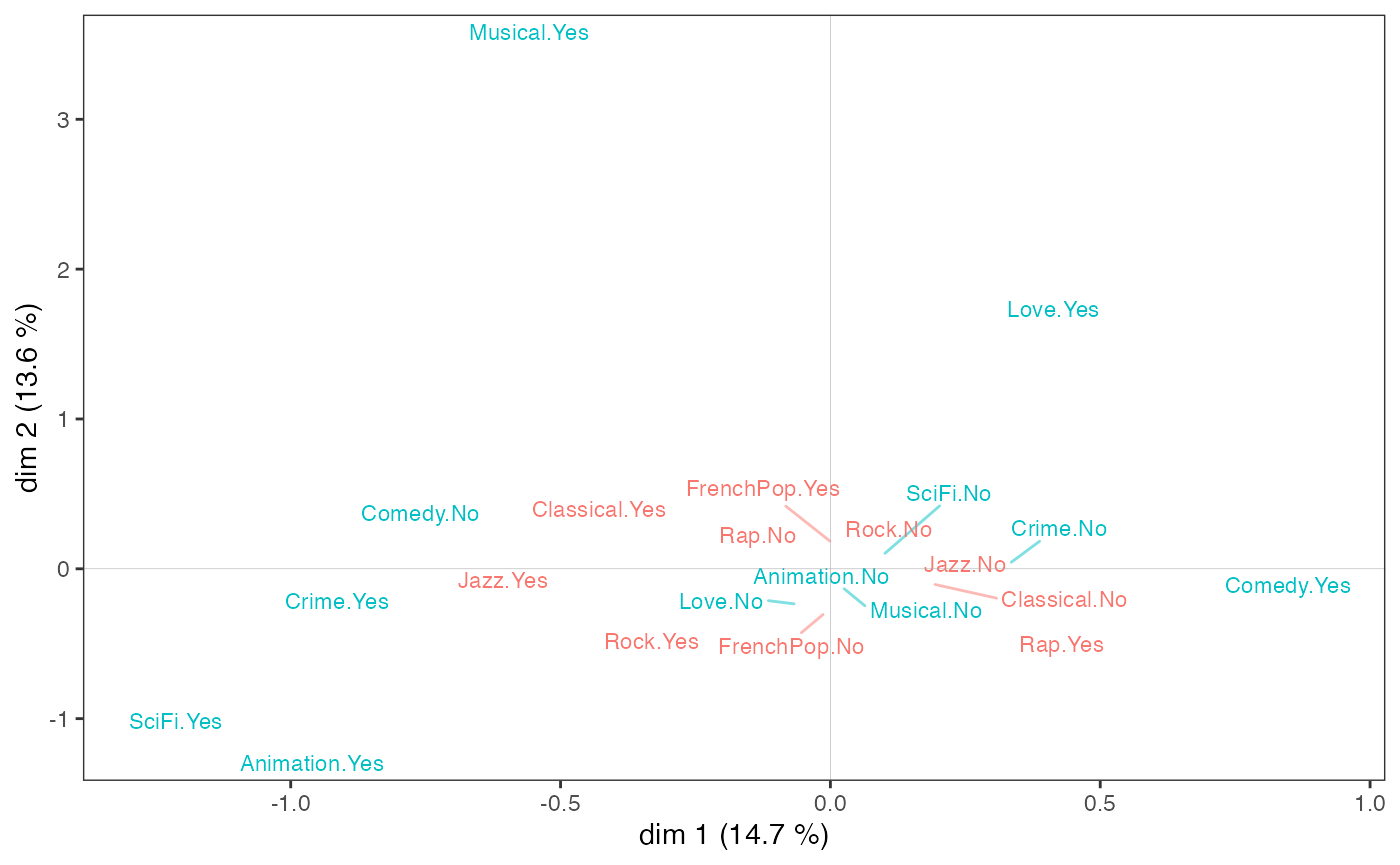 Musical.Yes
3
2
Love.Yes
1
FrenchPop.Yes
SciFi.No
Comedy.No
Classical.Yes
Rap.No
Rock.No
Crime.No
0
Jazz.Yes
Animation.No
Jazz.No
Comedy.Yes
Crime.Yes
Love.No
Musical.No
Classical.No
Rock.Yes
FrenchPop.No
Rap.Yes
-1
SciFi.Yes
Animation.Yes
-1.0
-0.5
0.0
0.5
1.0
dim 1 (14.7 %)
dim 2 (13.6 %)